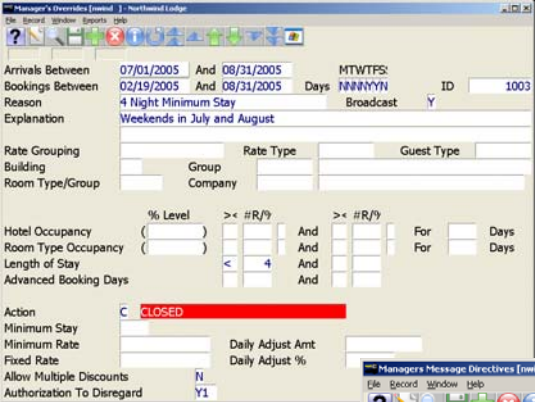 Manager's Overrides [nwind ] - Northwind Lodge
File Record Window Reports Help
Arrivals Between 07/01/2005 And 08/31/2005 MTWTFS
Bookings Between 02/19/2005 And 08/31/2005 Days NNNNYYN ID 1003
Reason 4 Night Minimum Stay Broadcast Y
Explanation Weekends in July and August
Rate Grouping Rate Type Guest Type
Building Group
Room Type/Group Company
% Level >< #R/% >< #R/%
Hotel Occupancy ( ) And For Days
Room Type Occupancy ( ) And For Days
Length of Stay < 4 And
Advanced Booking Days And
Action C CLOSED
Minimum Stay
Minimum Rate Daily Adjust Amt
Fixed Rate Daily Adjust %
Allow Multiple Discounts N
Authorization To Disregard Y1
Managers Message Directives [nwi
File Record Window Help